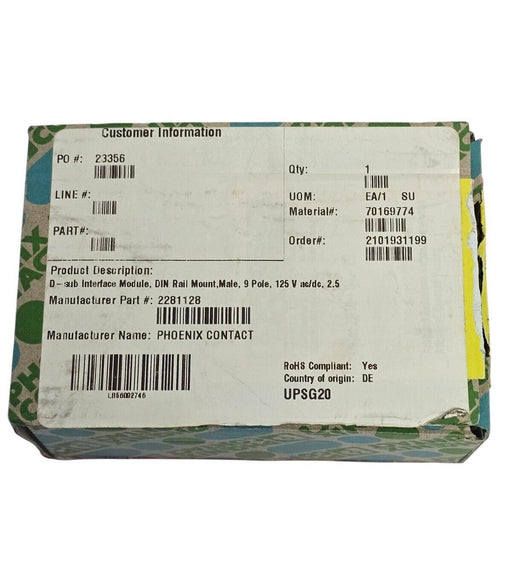 Customer Information
PO #: 23356
Qty: 1
LINE #:
UOM: EA/1 SU
Material#: 70169774
PART#:
Order#: 2101931199
Product Description:
D-sub Interface Module, DIN Rail Mount,Male, 9 Pole, 125 V ac/dc, 2.5
Manufacturer Part #: 2281128
Manufacturer Name: PHOENIX CONTACT
RoHS Compliant: Yes
Country of origin: DE
UPSG20